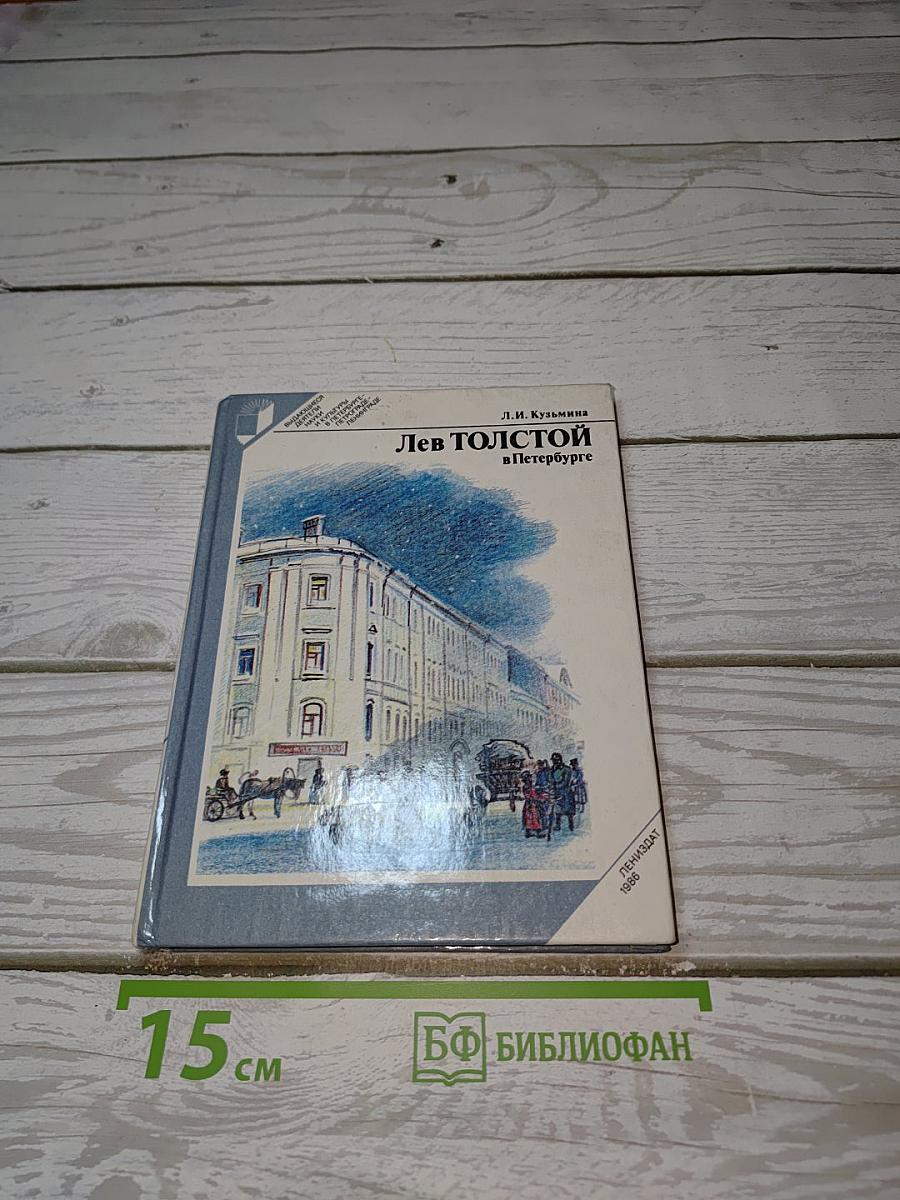 ВЫДАЮЩИЕСЯ
ДЕЯТЕЛИ
НАУКИ
И КУЛЬТУРЫ
В ПЕТЕРБУРГЕ-
ПЕТРОГРАДЕ-
ЛЕНИНГРАДЕ
Л.И. Кузьмина
Лев ТОЛСТОЙ
в Петербурге
ЛЕНИЗДАТ
1986
15 см
БФ БИБЛИОФАН